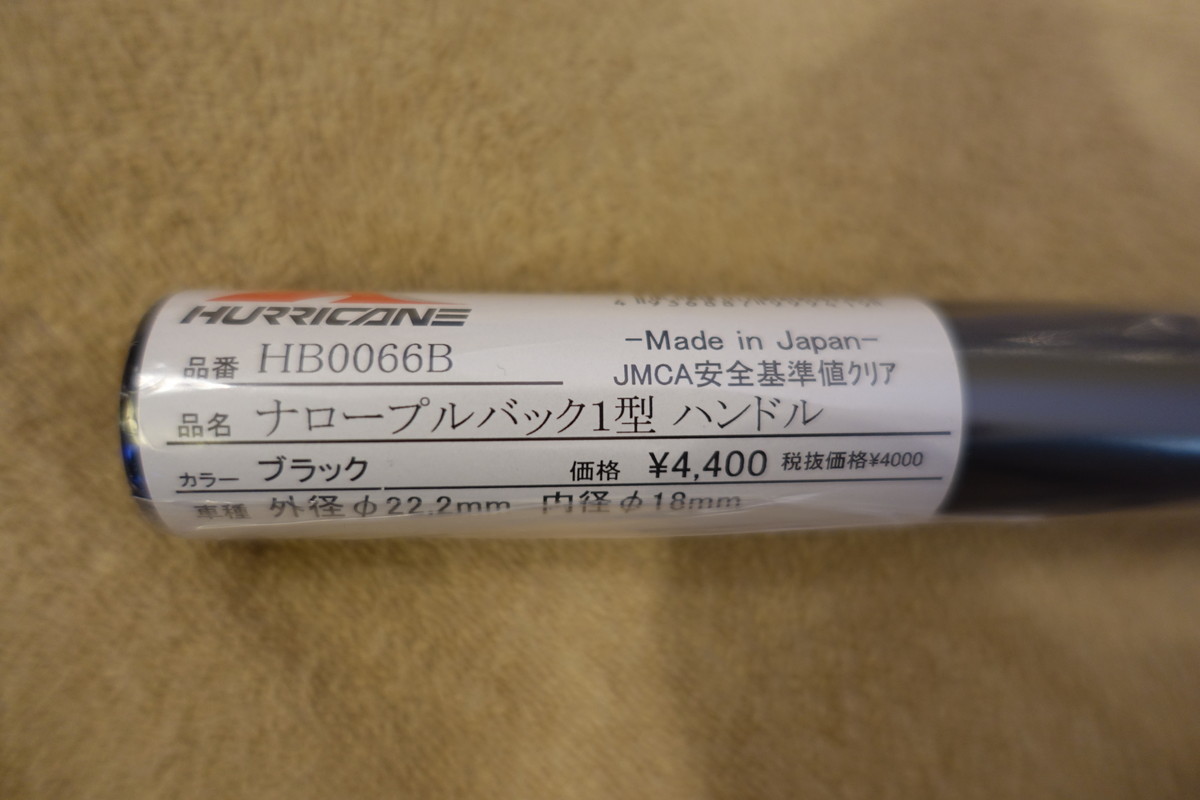 HURRICANE
-Made in Japan-
品番 HB0066B
JMCA安全基準値クリア
品名 ナロープルバック1型 ハンドル
カラー ブラック 価格 ¥4,400 税抜価格¥4000
車種 外径φ22.2mm 内径φ18mm